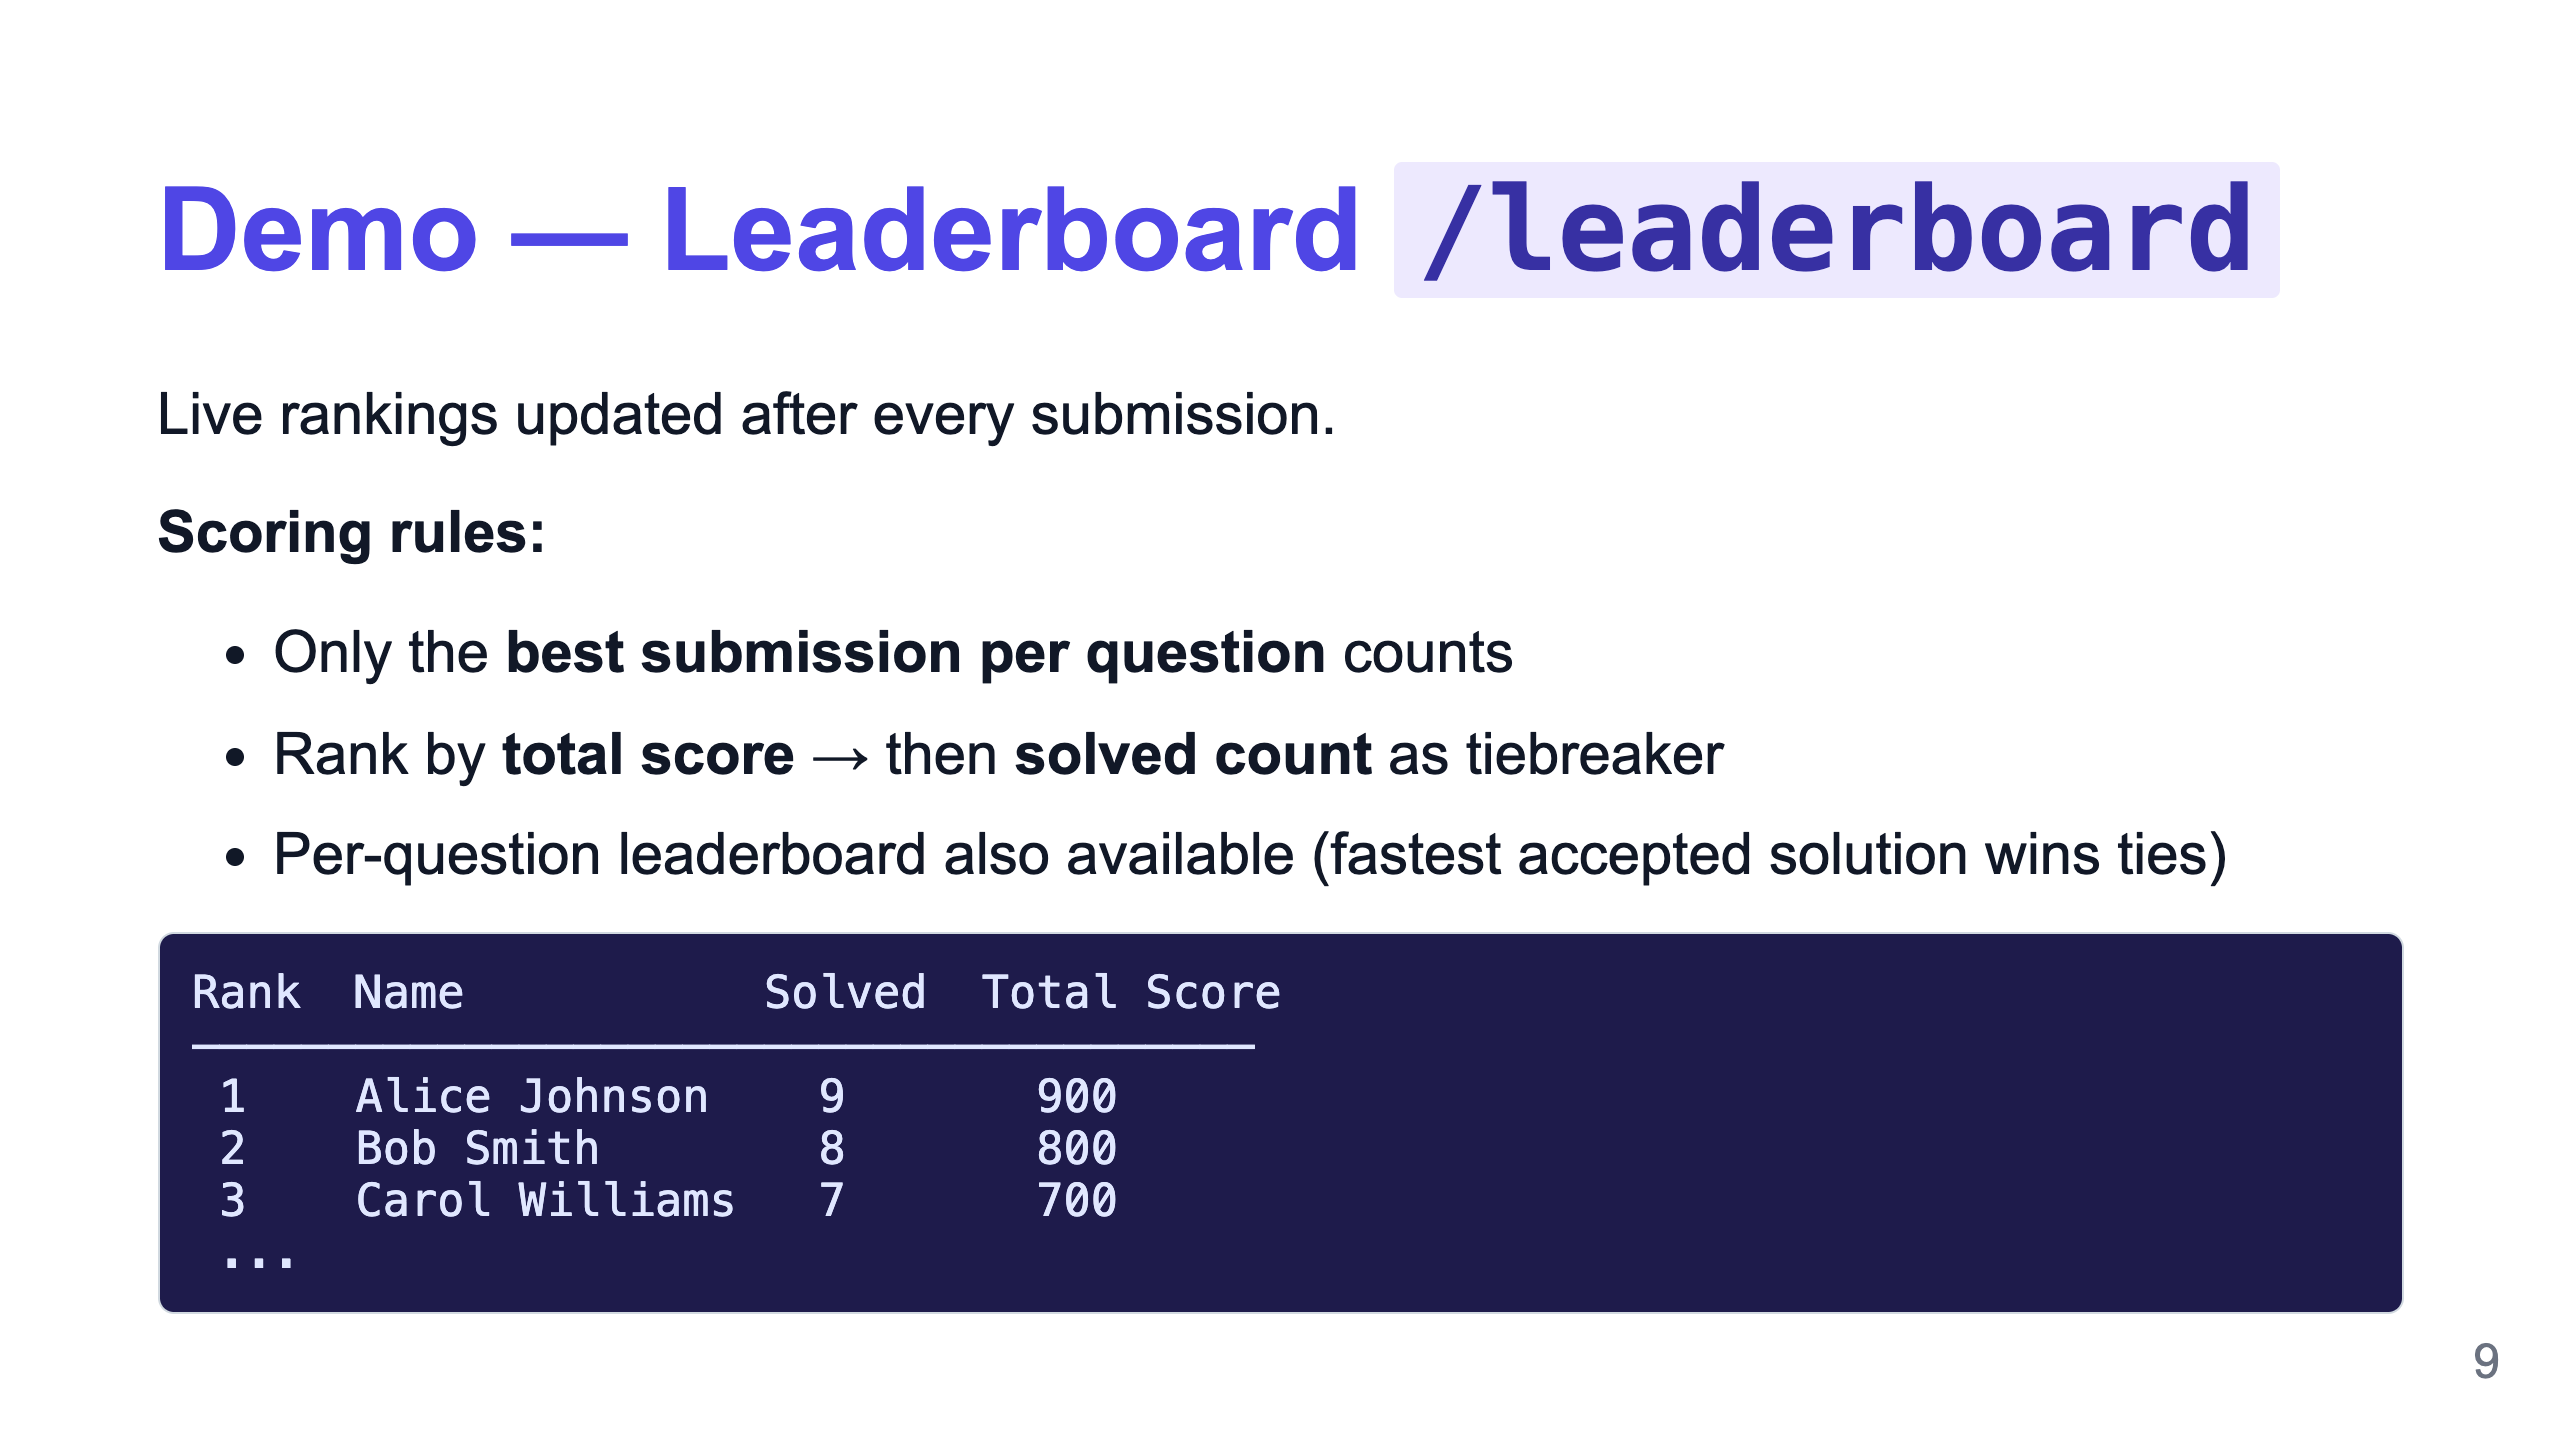 Demo — Leaderboard /leaderboard
Live rankings updated after every submission.
Scoring rules:
• Only the best submission per question counts
• Rank by total score → then solved count as tiebreaker
• Per-question leaderboard also available (fastest accepted solution wins ties)
Rank  Name           Solved  Total Score
───────────────────────────────────────
 1    Alice Johnson    9       900
 2    Bob Smith        8       800
 3    Carol Williams   7       700
 ...
9